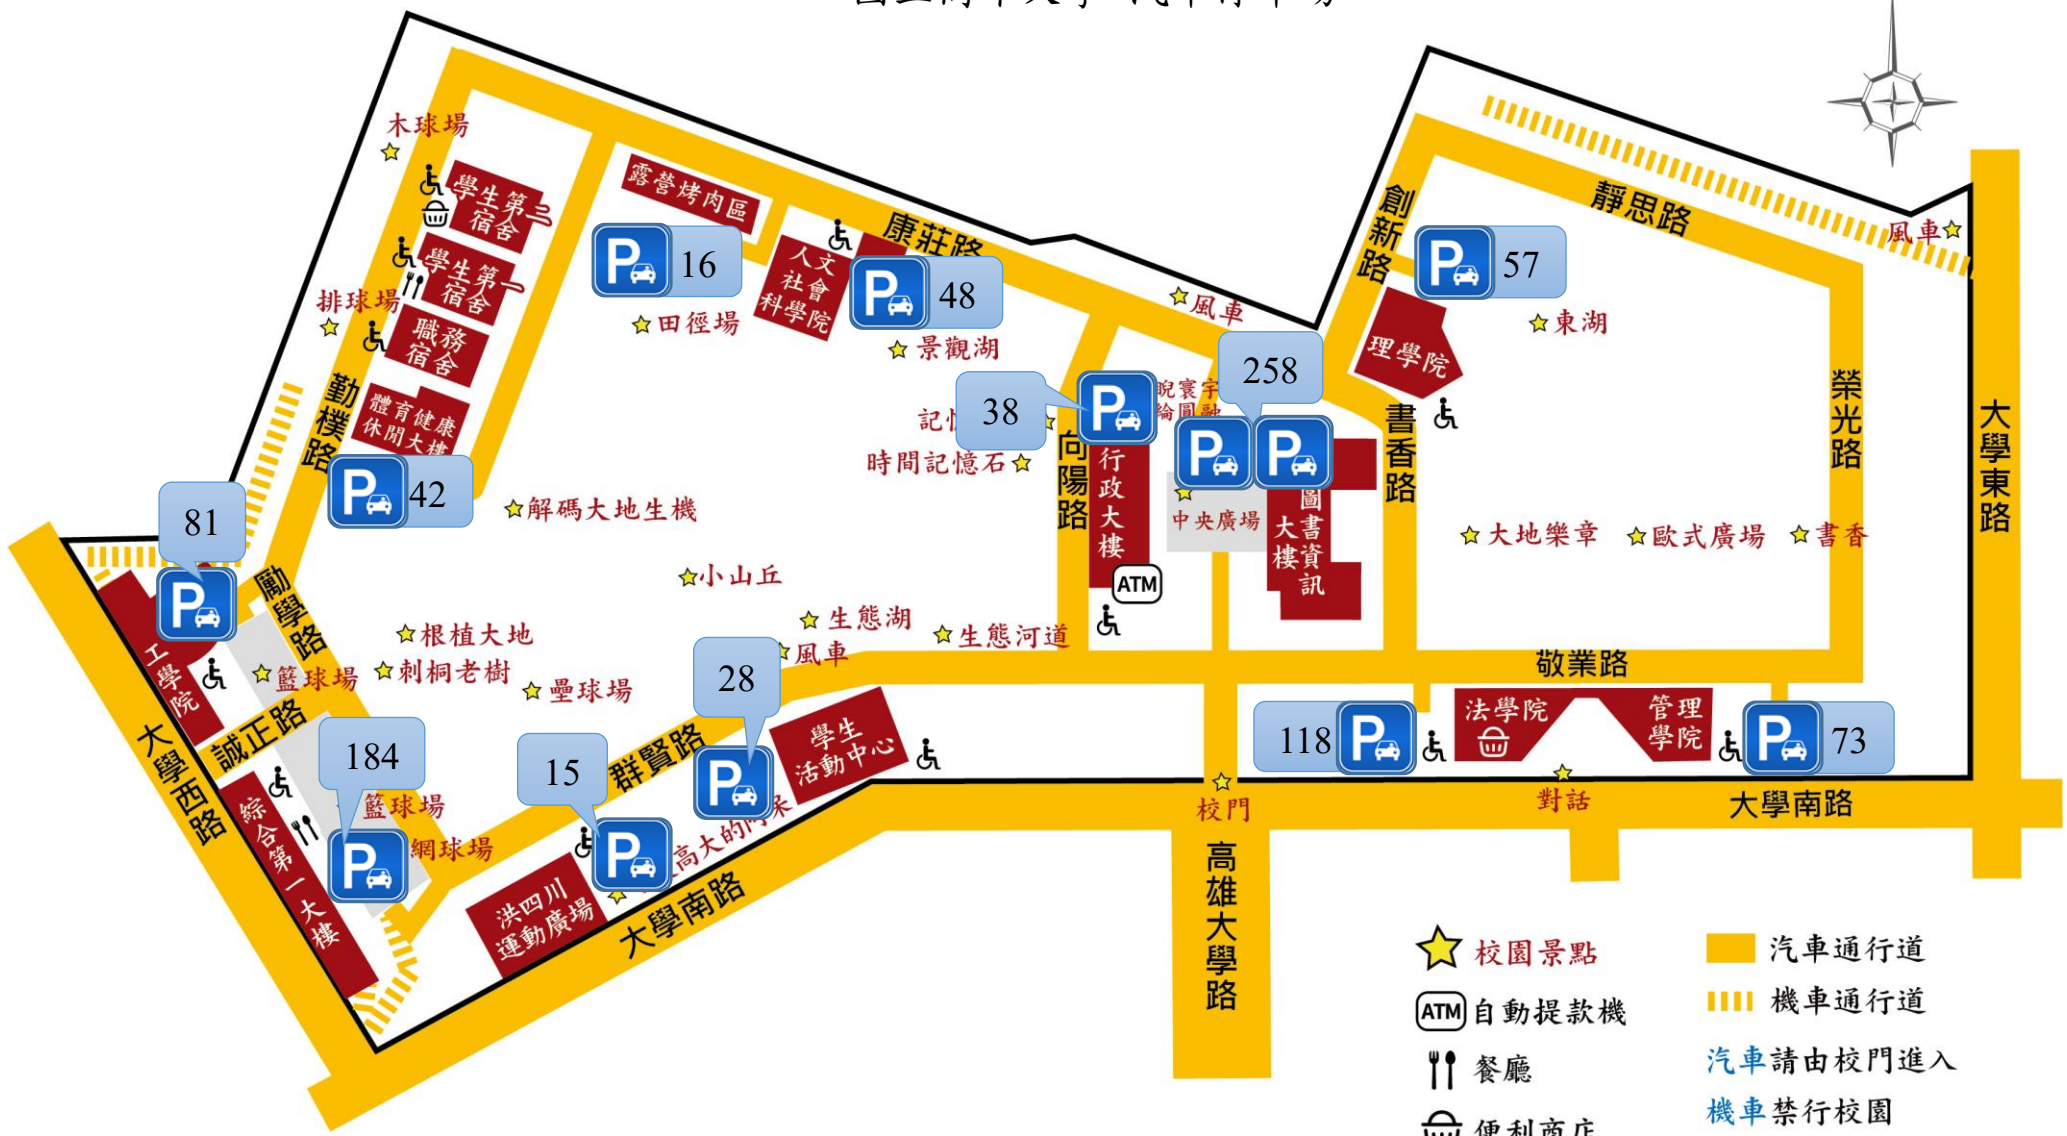 木球場
學生第二
宿舍
學生第一
宿舍
排球場
職務
宿舍
體育健康
休閒大樓
勤樸路
42
81
露營烤肉區
16
田徑場
人文
社會
科學院
康莊路
48
景觀湖
風車
258
38
時間記憶石
向陽路
行政大樓
ATM
中央廣場
圖書資訊
大樓
創新路
靜思路
57
風車
東湖
理學院
書香路
榮光路
大學東路
大地樂章
歐式廣場
書香
解碼大地生機
小山丘
生態湖
生態河道
風車
根植大地
刺桐老樹
壘球場
勵學路
籃球場
工學院
誠正路
大學西路
184
籃球場
網球場
綜合第一大樓
15
28
群賢路
學生
活動中心
洪四川
運動廣場
大學南路
敬業路
118
法學院
管理
學院
73
校門
對話
大學南路
高雄大學路
校園景點
ATM 自動提款機
餐廳
便利商店
汽車通行道
機車通行道
汽車請由校門進入
機車禁行校園